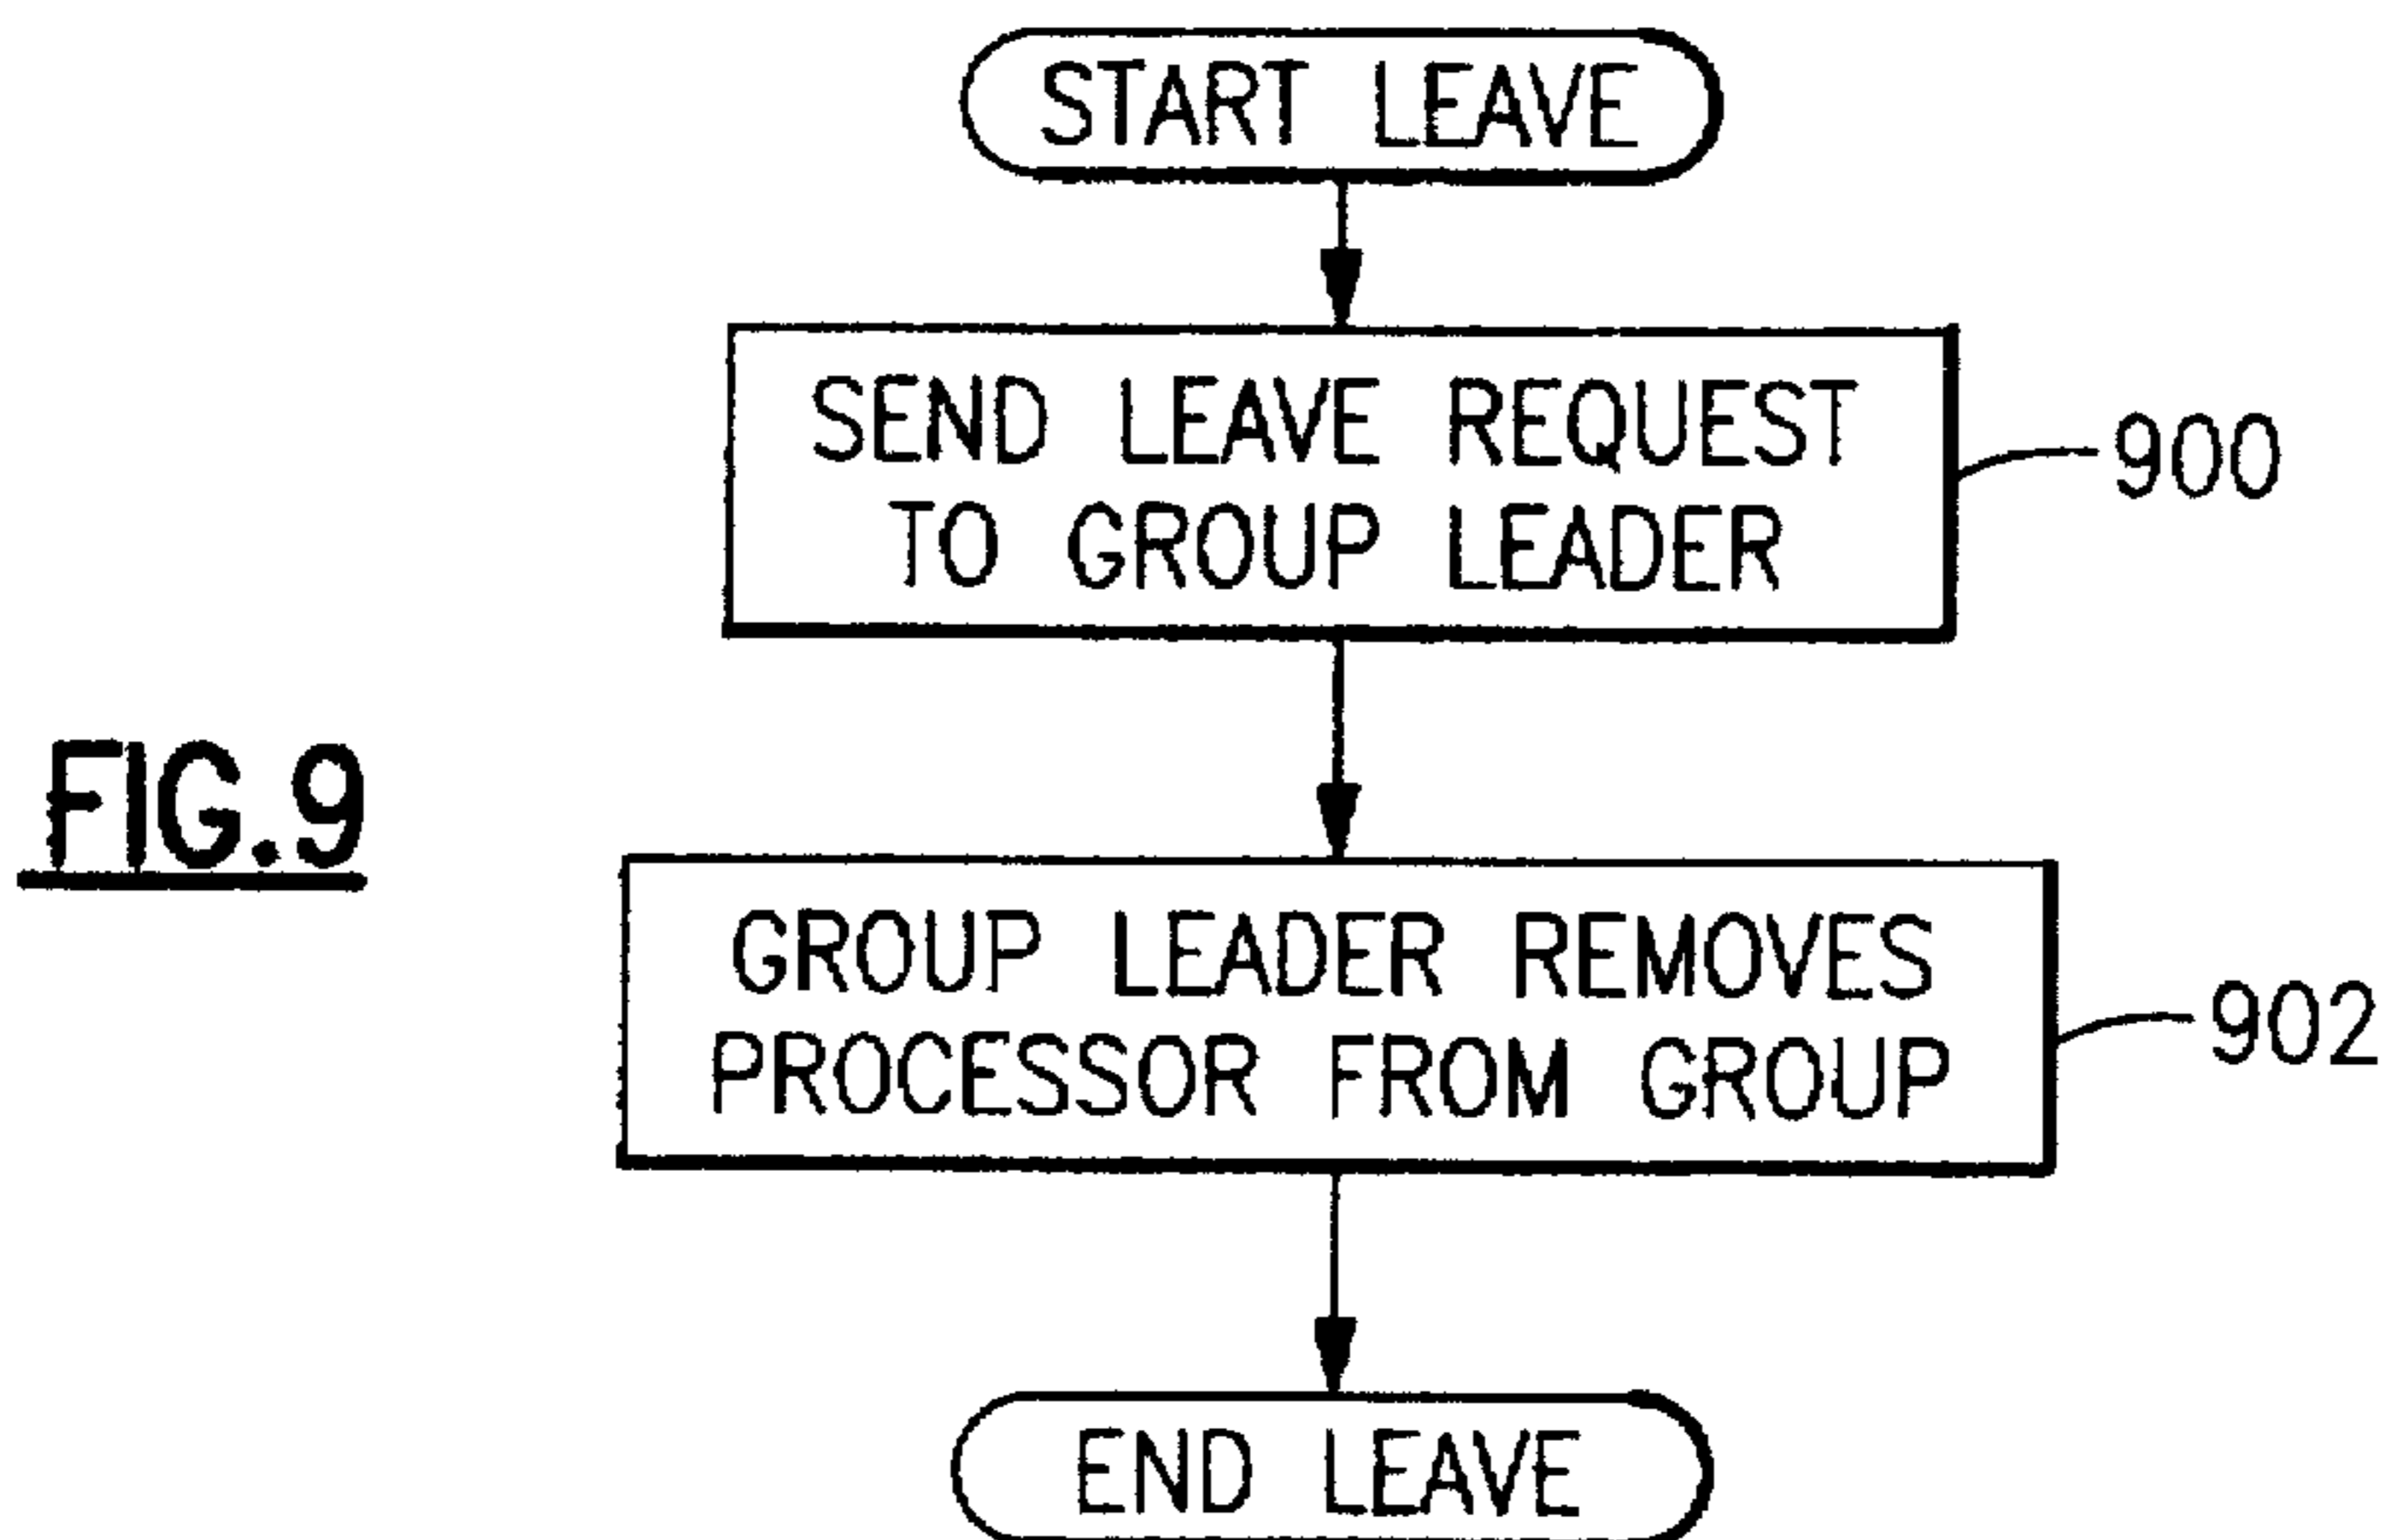 START LEAVE
SEND LEAVE REQUEST
TO GROUP LEADER
900
FIG.9
GROUP LEADER REMOVES
PROCESSOR FROM GROUP
902
END LEAVE